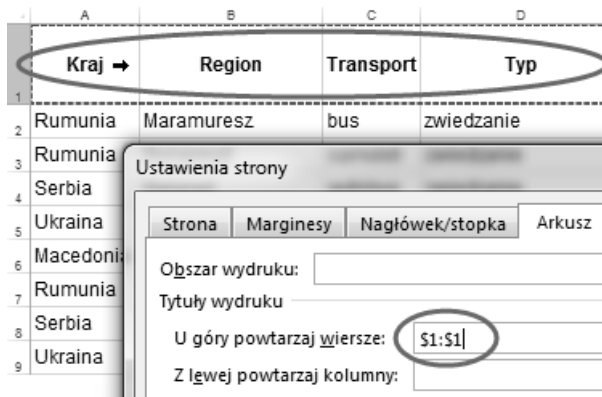 A B C D
1 Kraj → Region Transport Typ
2 Rumunia Maramuresz bus zwiedzanie
3 Rumunia
4 Serbia
5 Ukraina
6 Macedonia
7 Rumunia
8 Serbia
9 Ukraina
Ustawienia strony
Strona Marginesy Nagłówek/stopka Arkusz
Obszar wydruku:
Tytuły wydruku
U góry powtarzaj wiersze: $1:$1
Z lewej powtarzaj kolumny: